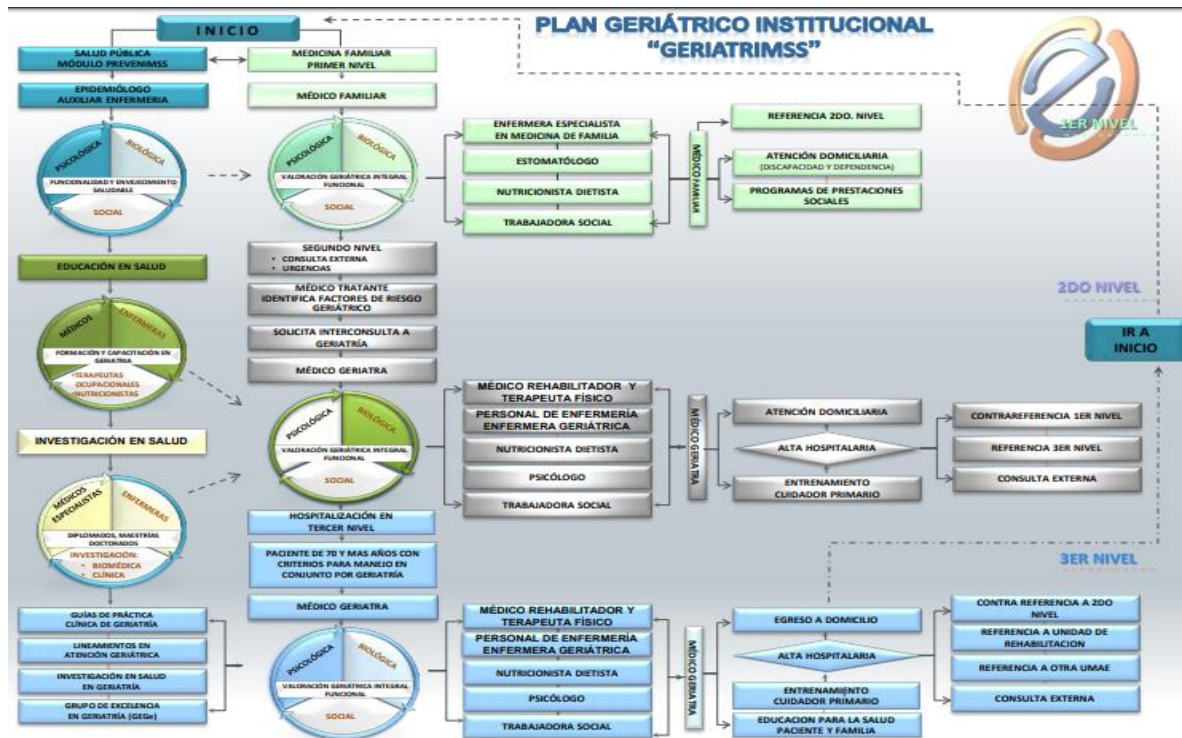 PLAN GERIÁTRICO INSTITUCIONAL
“GERIATRIMSS”
INICIO
SALUD PÚBLICA
MÓDULO PREVENIMSS
EPIDEMIÓLOGO
AUXILIAR ENFERMERIA
PSICOLÓGICA
BIOLÓGICA
FUNCIONALIDAD Y ENVEJECIMIENTO
SALUDABLE
SOCIAL
EDUCACIÓN EN SALUD
MÉDICOS
ENFERMERAS
FORMACIÓN Y CAPACITACIÓN EN
GERIATRIA
•TERAPEUTAS
OCUPACIONALES
•NUTRICIONISTAS
INVESTIGACIÓN EN SALUD
MÉDICOS
ESPECIALISTAS
ENFERMERAS
DIPLOMADOS, MAESTRÍAS
DOCTORADOS
INVESTIGACIÓN:
• BIOMÉDICA
• CLÍNICA
GUÍAS DE PRÁCTICA
CLÍNICA DE GERIATRÍA
LINEAMIENTOS EN
ATENCIÓN GERIÁTRICA
INVESTIGACIÓN EN SALUD
EN GERIATRÍA
GRUPO DE EXCELENCIA
EN GERIATRÍA (GEGe)
MEDICINA FAMILIAR
PRIMER NIVEL
MÉDICO FAMILIAR
PSICOLÓGICA
BIOLÓGICA
VALORACIÓN GERIÁTRICA INTEGRAL
FUNCIONAL
SOCIAL
ENFERMERA ESPECIALISTA
EN MEDICINA DE FAMILIA
ESTOMATÓLOGO
NUTRICIONISTA DIETISTA
TRABAJADORA SOCIAL
MÉDICO FAMILIAR
REFERENCIA 2DO. NIVEL
ATENCIÓN DOMICILIARIA
(DISCAPACIDAD Y DEPENDENCIA)
PROGRAMAS DE PRESTACIONES
SOCIALES
1ER NIVEL
SEGUNDO NIVEL
• CONSULTA EXTERNA
• URGENCIAS
MÉDICO TRATANTE
IDENTIFICA FACTORES DE RIESGO
GERIÁTRICO
SOLICITA INTERCONSULTA A
GERIATRÍA
MÉDICO GERIATRA
PSICOLÓGICA
BIOLÓGICA
VALORACIÓN GERIÁTRICA INTEGRAL
FUNCIONAL
SOCIAL
MÉDICO REHABILITADOR Y
TERAPEUTA FÍSICO
PERSONAL DE ENFERMERÍA
ENFERMERA GERIÁTRICA
NUTRICIONISTA DIETISTA
PSICÓLOGO
TRABAJADORA SOCIAL
MÉDICO GERIATRA
ATENCIÓN DOMICILIARIA
ALTA HOSPITALARIA
ENTRENAMIENTO
CUIDADOR PRIMARIO
CONTRAREFERENCIA 1ER NIVEL
REFERENCIA 3ER NIVEL
CONSULTA EXTERNA
2DO NIVEL
IR A
INICIO
HOSPITALIZACIÓN EN
TERCER NIVEL
PACIENTE DE 70 Y MAS AÑOS CON
CRITERIOS PARA MANEJO EN
CONJUNTO POR GERIATRÍA
MÉDICO GERIATRA
PSICOLÓGICA
BIOLÓGICA
VALORACIÓN GERIÁTRICA INTEGRAL
FUNCIONAL
SOCIAL
MÉDICO REHABILITADOR Y
TERAPEUTA FÍSICO
PERSONAL DE ENFERMERÍA
ENFERMERA GERIÁTRICA
NUTRICIONISTA DIETISTA
PSICÓLOGO
TRABAJADORA SOCIAL
MÉDICO GERIATRA
EGRESO A DOMICILIO
ALTA HOSPITALARIA
ENTRENAMIENTO
CUIDADOR PRIMARIO
EDUCACION PARA LA SALUD
PACIENTE Y FAMILIA
3ER NIVEL
CONTRA REFERENCIA A 2DO
NIVEL
REFERENCIA A UNIDAD DE
REHABILITACION
REFERENCIA A OTRA UMAE
CONSULTA EXTERNA